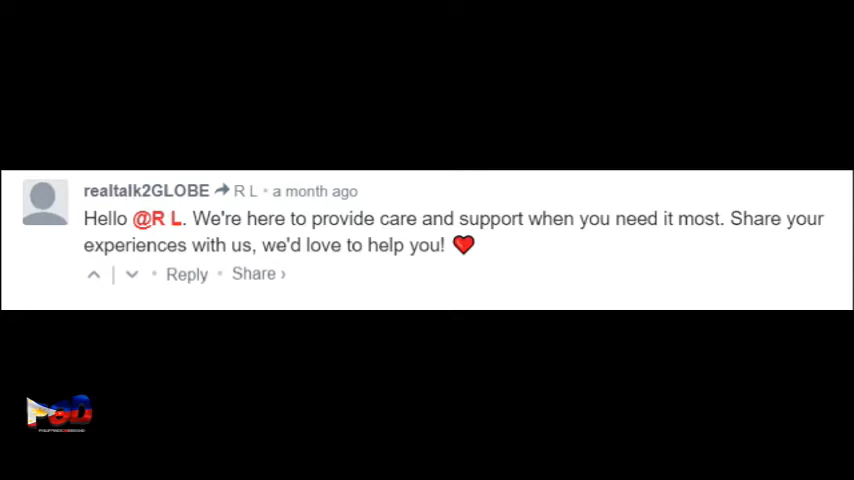 realtalk2GLOBE → R L • a month ago
Hello @R L. We're here to provide care and support when you need it most. Share your
experiences with us, we'd love to help you! ❤
Reply • Share ›
POD